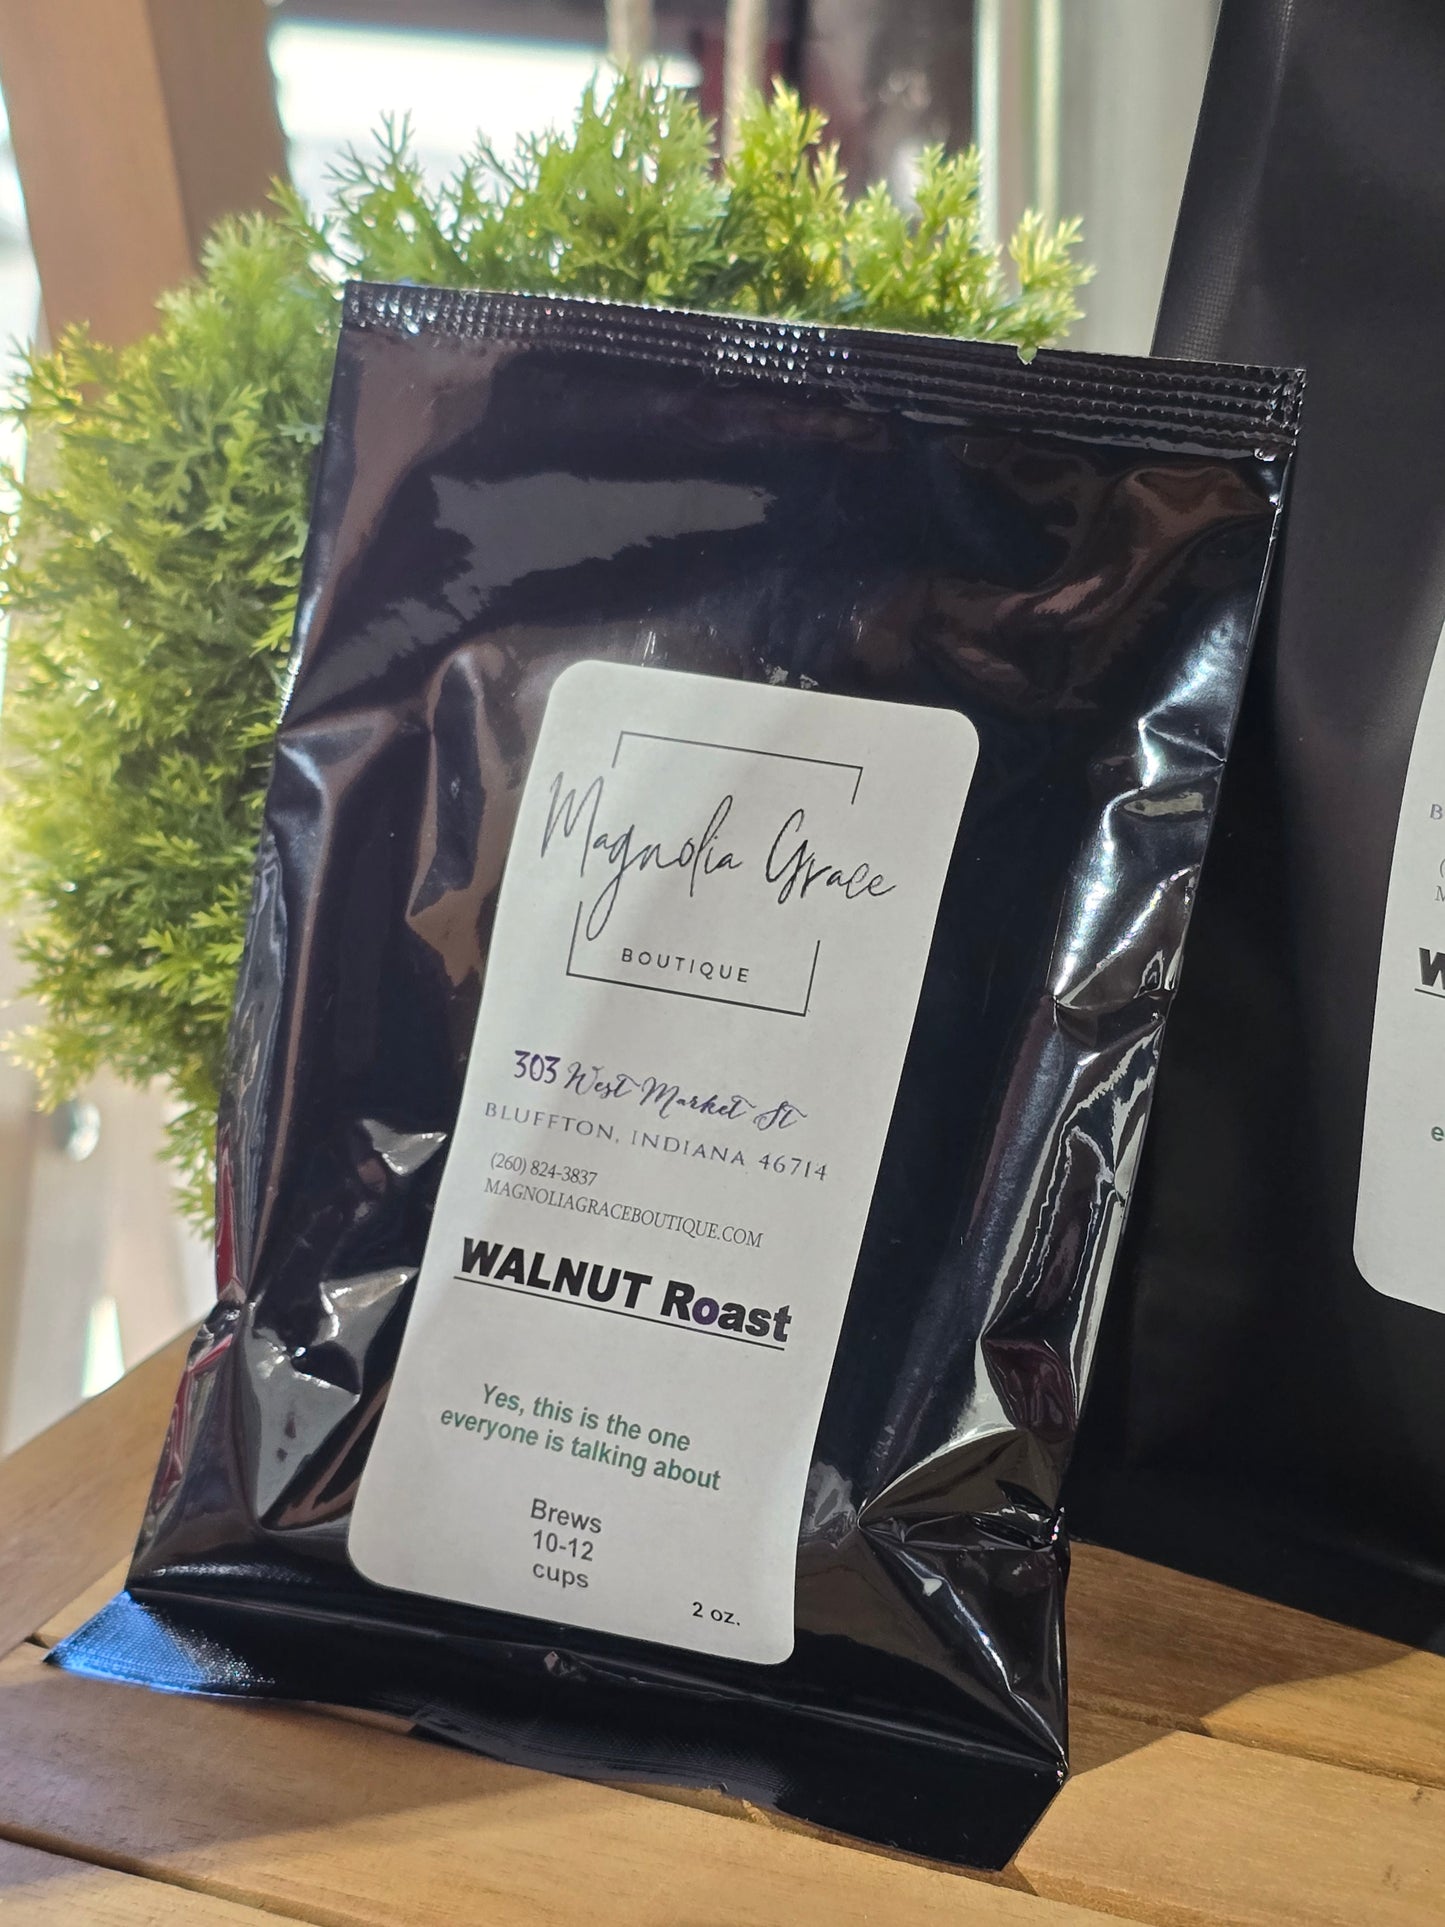 Magnolia Grace
BOUTIQUE
303 West Market St
BLUFFTON, INDIANA 46714
(260) 824-3837
MAGNOLIAGRACEBOUTIQUE.COM
WALNUT Roast
Yes, this is the one
everyone is talking about
Brews
10-12
cups
2 oz.